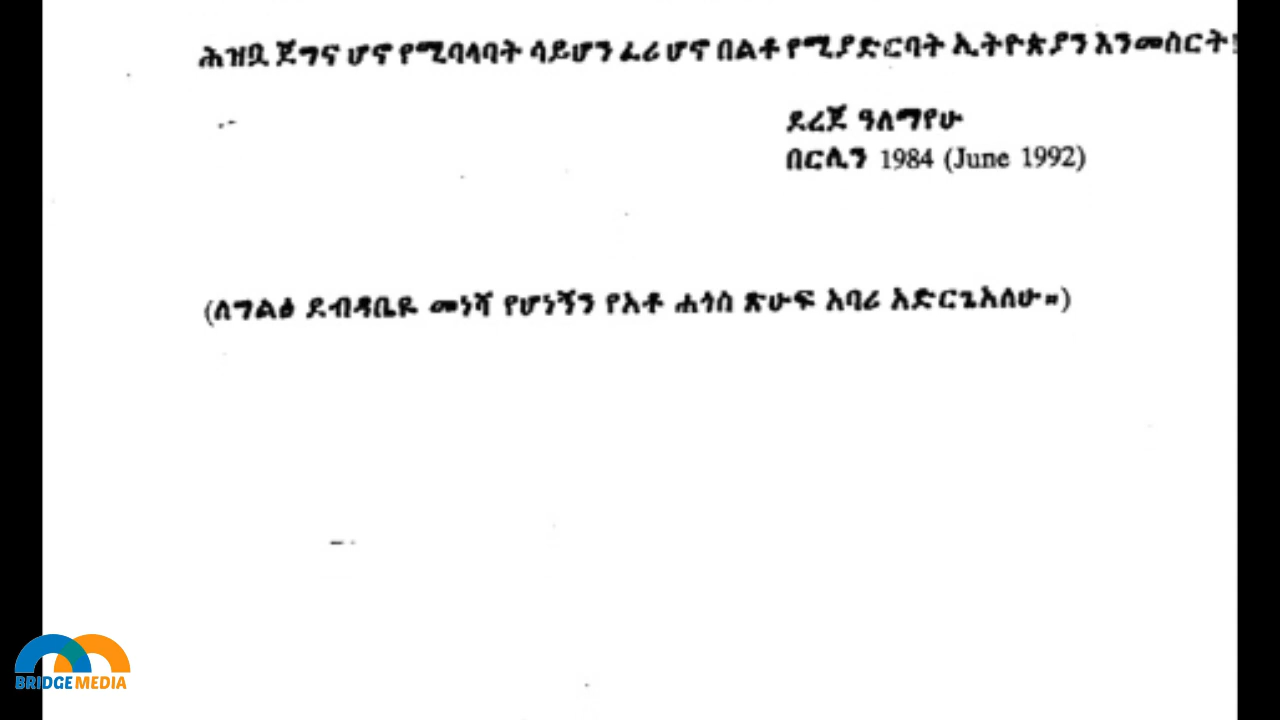 ሕዝቧ ጀግና ሆኖ የሚባላባት ሳይሆን ፈሪ ሆኖ በልቶ የሚያድርባት ኢትዮጵያን እንመስርት!
ደረጀ ዓለማየሁ
በርሊን 1984 (June 1992)
(ለግልፅ ደብዳቤዬ መነሻ የሆነኝን የአቶ ሐጎስ ጽሁፍ አባሪ አድርጌአለሁ።)
BRIDGE MEDIA